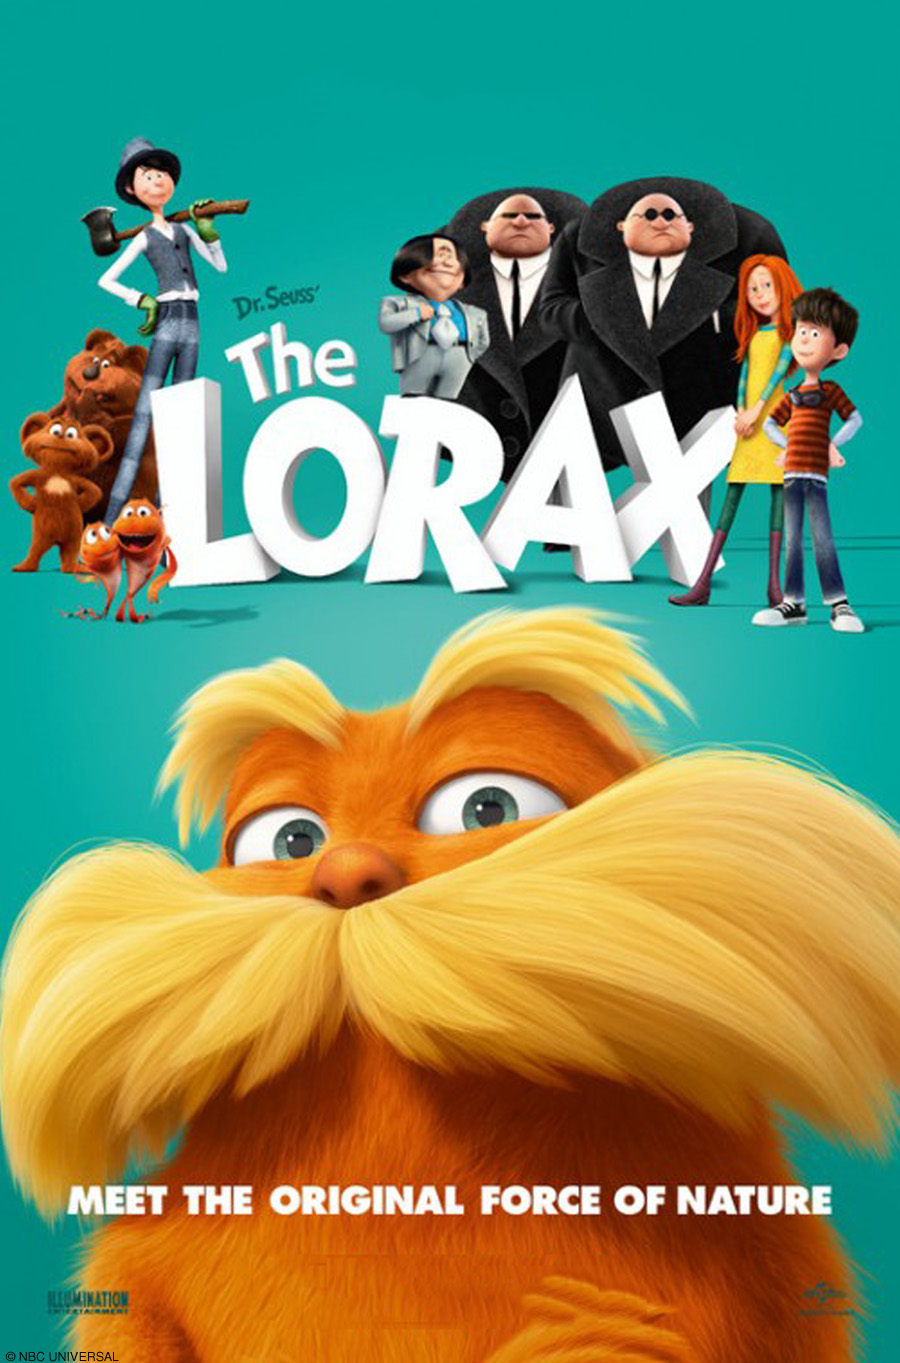 Dr. Seuss'
The
LORAX
MEET THE ORIGINAL FORCE OF NATURE
ILLUMINATION
ENTERTAINMENT
© NBC UNIVERSAL